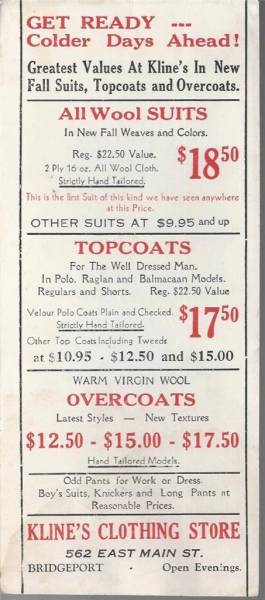 GET READY ---
Colder Days Ahead!
Greatest Values At Kline's In New
Fall Suits, Topcoats and Overcoats.
All Wool SUITS
In New Fall Weaves and Colors.
Reg. $22.50 Value.
2 Ply 16 oz. All Wool Cloth.
Strictly Hand Tailored.
$18.50
This is the first Suit of this kind we have seen anywhere
at this Price.
OTHER SUITS AT $9.95 and up
TOPCOATS
For The Well Dressed Man.
In Polo, Raglan and Balmacaan Models.
Regulars and Shorts. Reg. $22.50 Value
Velour Polo Coats Plain and Checked.
Strictly Hand Tailored.
$17.50
Other Top Coats Including Tweeds
at $10.95 - $12.50 and $15.00
WARM VIRGIN WOOL
OVERCOATS
Latest Styles — New Textures
$12.50 - $15.00 - $17.50
Hand Tailored Models.
Odd Pants for Work or Dress
Boy's Suits, Knickers and Long Pants at
Reasonable Prices.
KLINE'S CLOTHING STORE
562 EAST MAIN ST.
BRIDGEPORT - Open Evenings.